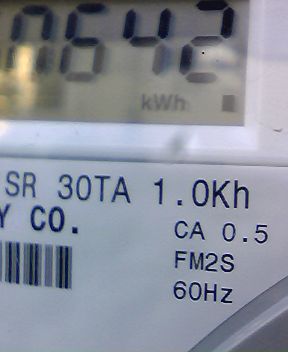 0642
kWh
SR 30TA 1.0Kh
Y CO.
CA 0.5
FM2S
60Hz